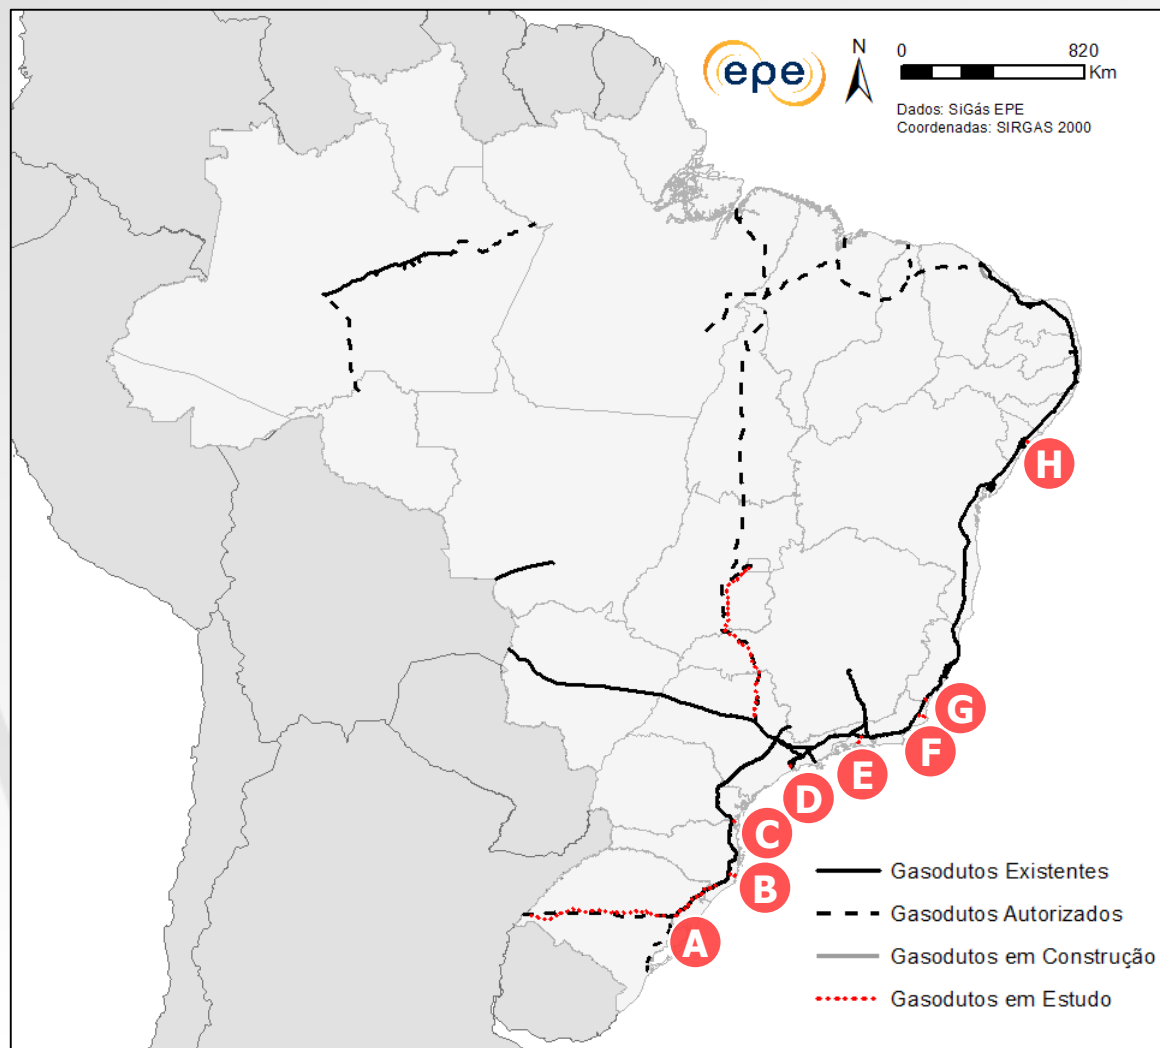 epe
N
0 820
Km
Dados: SiGás EPE
Coordenadas: SIRGAS 2000
H
G
F
E
D
C
B
A
Gasodutos Existentes
Gasodutos Autorizados
Gasodutos em Construção
Gasodutos em Estudo